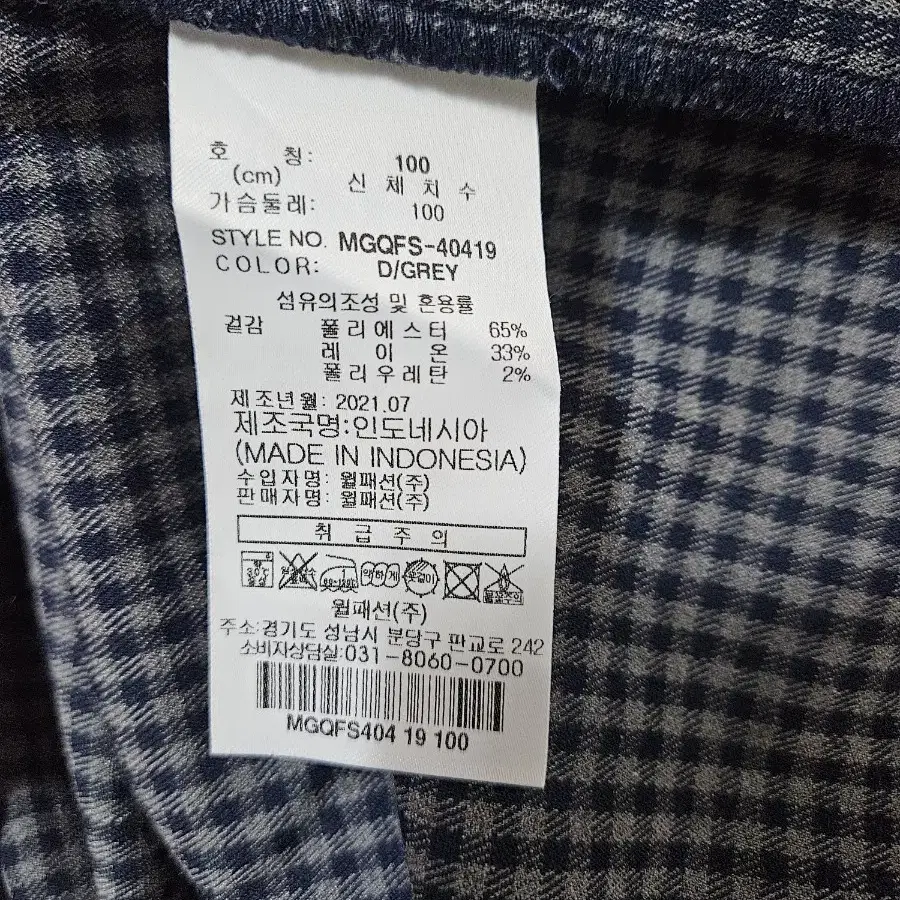 호 칭: 100
(cm) 신 체 치 수
가슴둘레: 100
STYLE NO. MGQFS-40419
COLOR: D/GREY
섬유의조성 및 혼용률
겉감 폴리에스터 65%
레 이 온 33%
폴리우레탄 2%
제조년월: 2021.07
제조국명:인도네시아
(MADE IN INDONESIA)
수입자명: 월패션(주)
판매자명: 월패션(주)
취 급 주 의
약하게 옷걸이
월패션(주)
주소:경기도 성남시 분당구 판교로 242
소비자상담실:031-8060-0700
MGQFS404 19 100